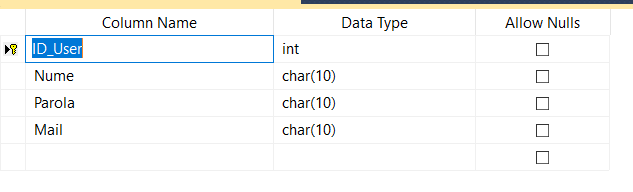 Column Name Data Type Allow Nulls
ID_User int
Nume char(10)
Parola char(10)
Mail char(10)